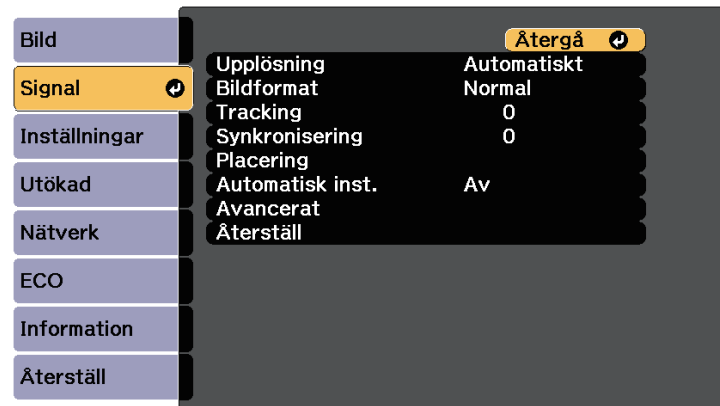 Bild
Signal
Inställningar
Utökad
Nätverk
ECO
Information
Återställ
Återgå
Upplösning Automatiskt
Bildformat Normal
Tracking 0
Synkronisering 0
Placering
Automatisk inst. Av
Avancerat
Återställ